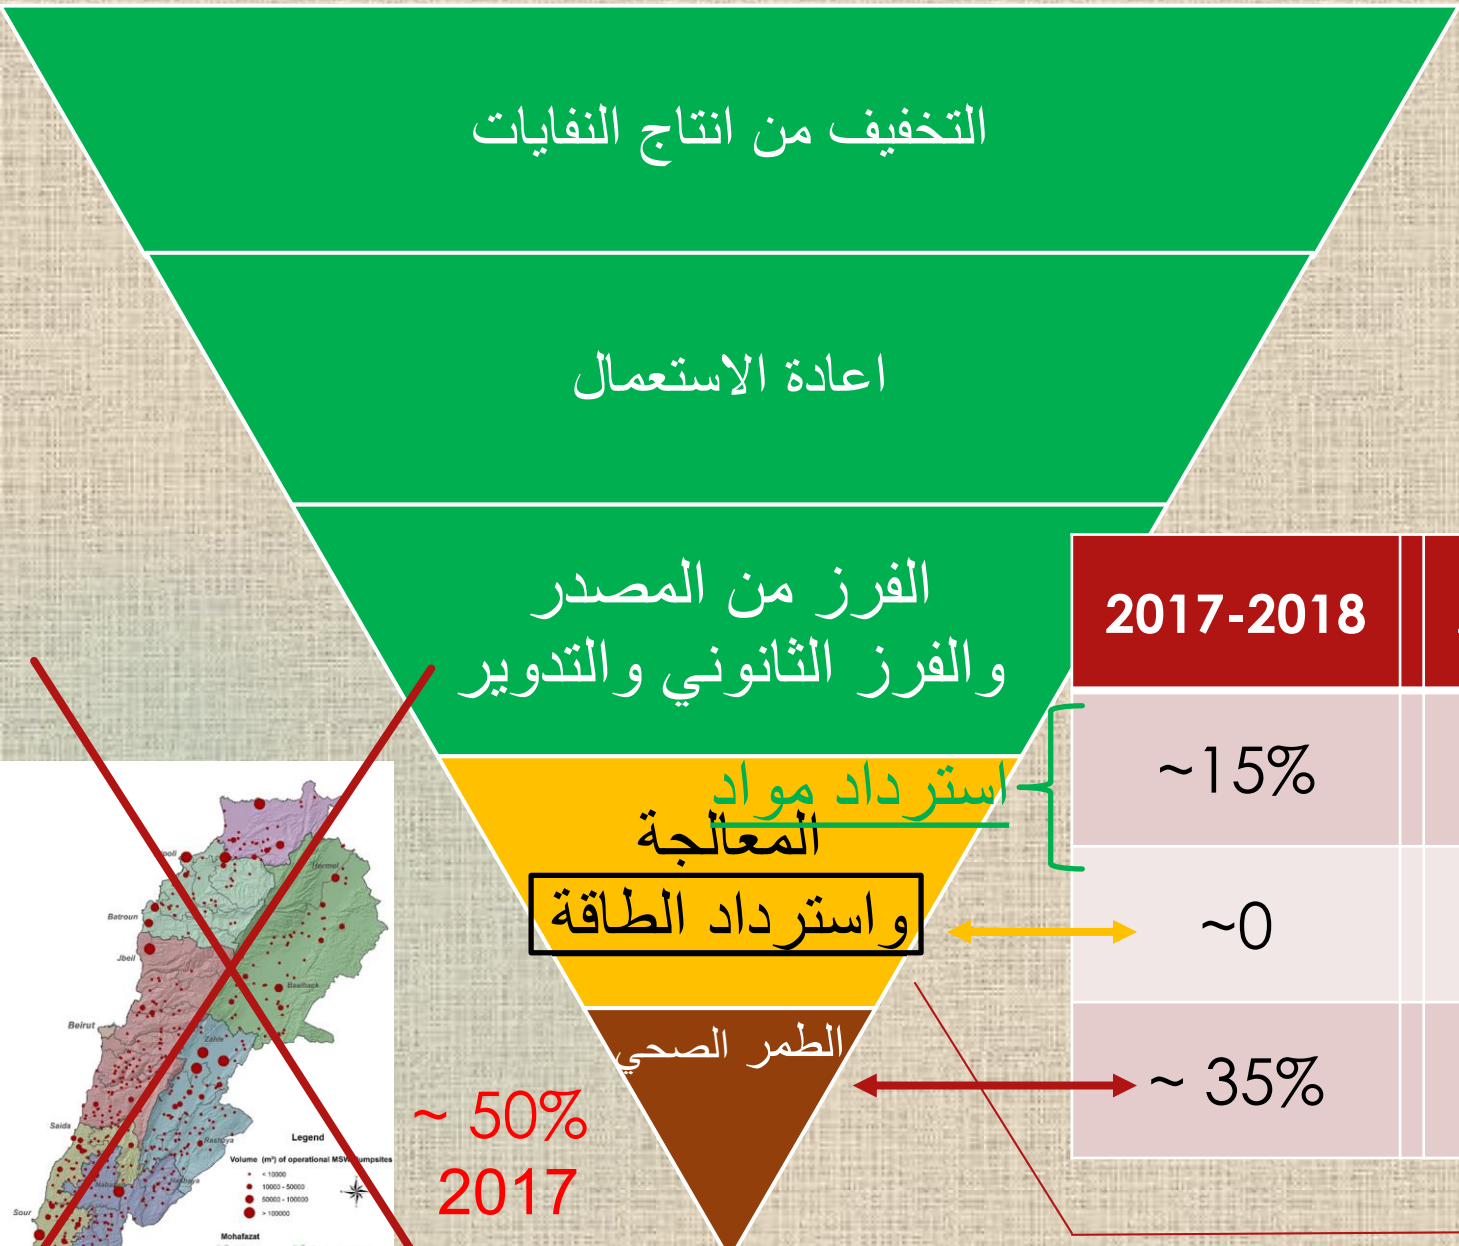 التخفيف من انتاج النفايات
اعادة الاستعمال
الفرز من المصدر
والفرز الثانوني والتدوير
استرداد مواد
المعالجة
واسترداد الطاقة
الطمر الصحي
2017-2018
~15%
~0
~ 35%
~ 50%
2017
Hermel
Batroun
Jbeil
Baalback
Beirut
Zahle
Saida
Rashaya
Sour
Legend
Volume (m³) of operational MSW Dumpsites
< 10000
10000 - 50000
50000 - 100000
> 100000
Mohafazat